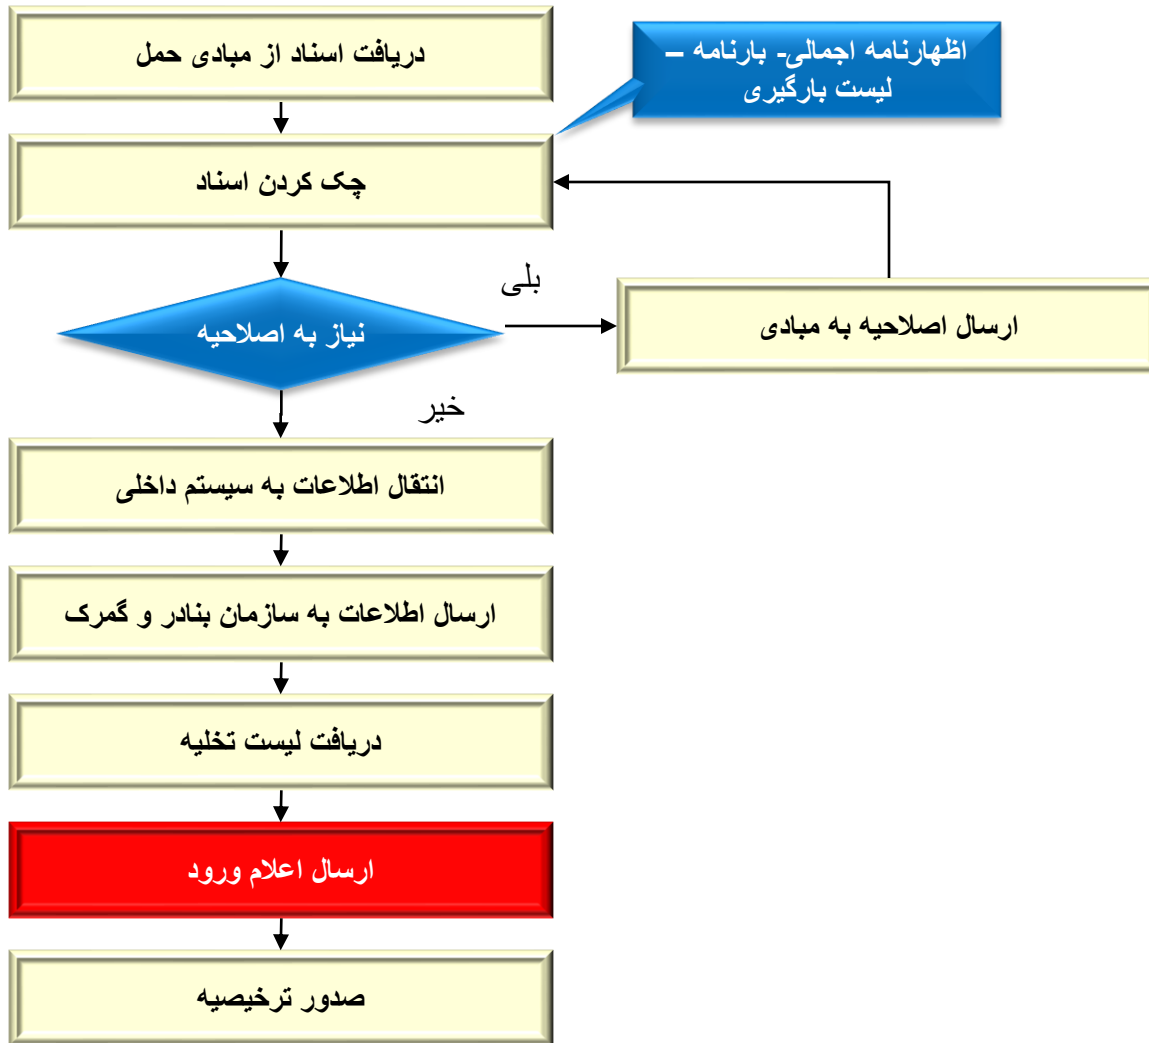 دریافت اسناد از مبادی حمل
اظهارنامه اجمالی- بارنامه –
لیست بارگیری
چک کردن اسناد
بلی
نیاز به اصلاحیه
ارسال اصلاحیه به مبادی
خیر
انتقال اطلاعات به سیستم داخلی
ارسال اطلاعات به سازمان بنادر و گمرک
دریافت لیست تخلیه
ارسال اعلام ورود
صدور ترخیصیه